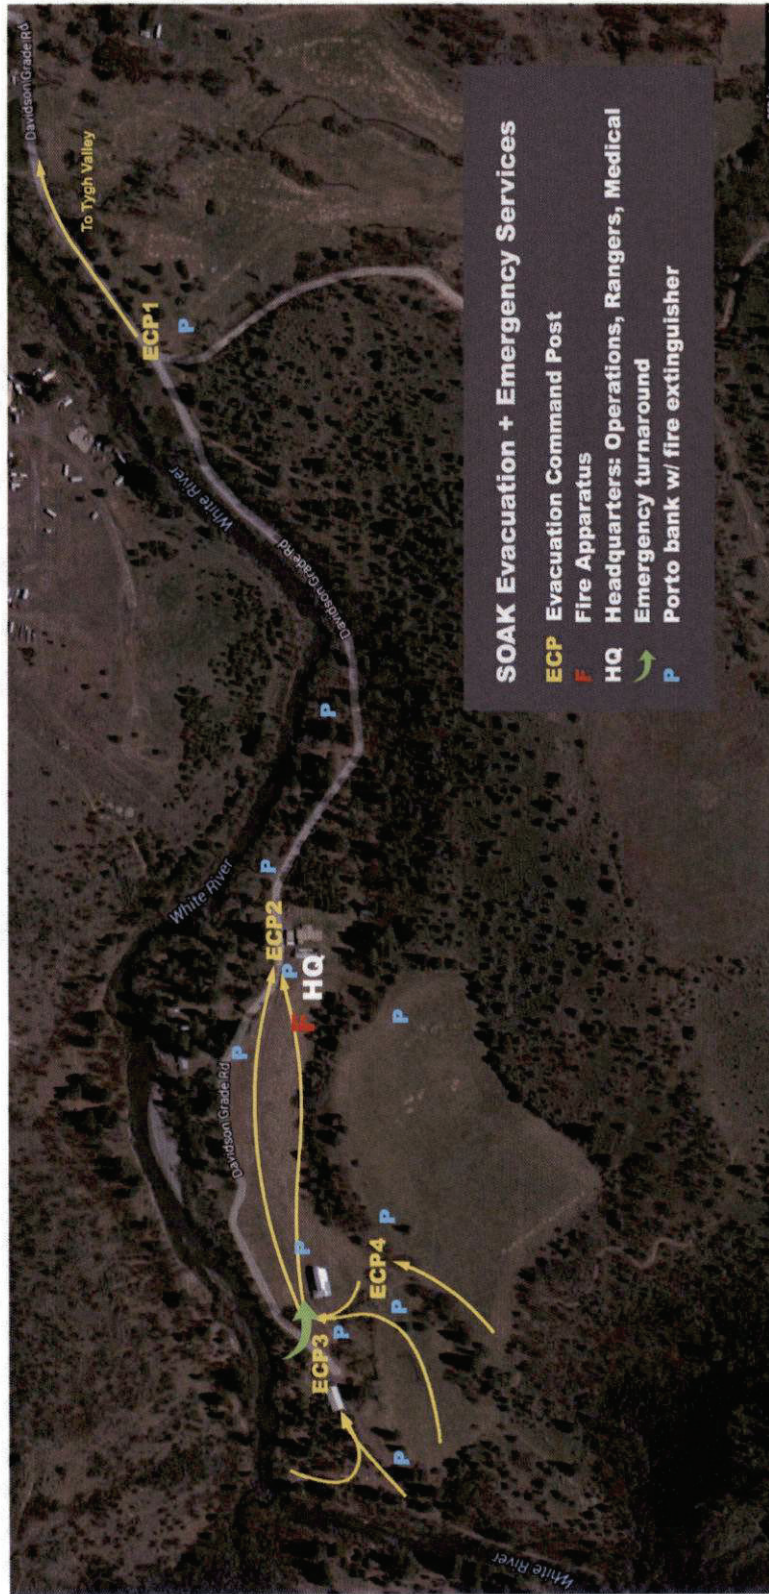 Davidson Grade Rd
To Tygh Valley
ECP1
P
White River
Davidson Grade Rd
P
White River
P
ECP2
P
HQ
F
P
Davidson Grade Rd
P
P
P
ECP4
P
P
ECP3
P
White River
SOAK Evacuation + Emergency Services
ECP Evacuation Command Post
F Fire Apparatus
HQ Headquarters: Operations, Rangers, Medical
Emergency turnaround
P Porto bank w/ fire extinguisher